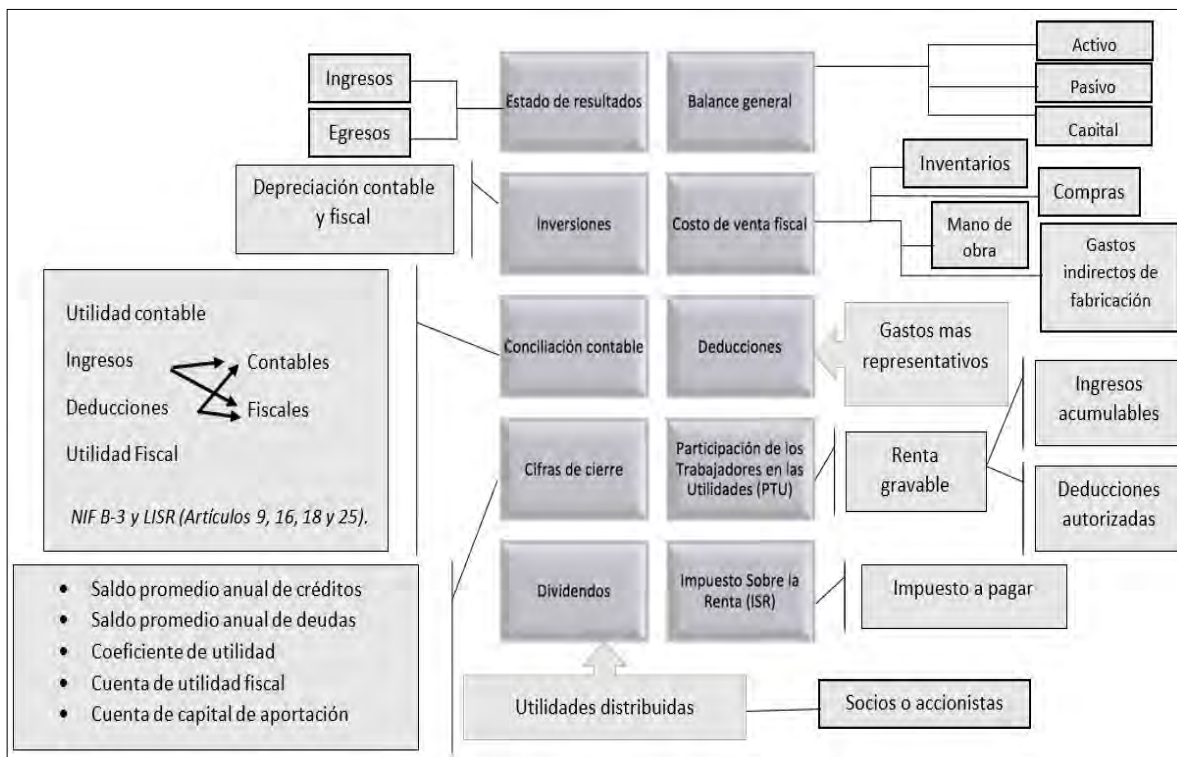 Ingresos
Egresos
Estado de resultados
Balance general
Activo
Pasivo
Capital
Depreciación contable
y fiscal
Inversiones
Costo de venta fiscal
Inventarios
Compras
Mano de
obra
Gastos
indirectos de
fabricación
Utilidad contable
Ingresos
Contables
Deducciones
Fiscales
Utilidad Fiscal
NIF B-3 y LISR (Artículos 9, 16, 18 y 25).
Conciliación contable
Deducciones
Gastos mas
representativos
Cifras de cierre
Participación de los
Trabajadores en las
Utilidades (PTU)
Renta
gravable
Ingresos
acumulables
Deducciones
autorizadas
• Saldo promedio anual de créditos
• Saldo promedio anual de deudas
• Coeficiente de utilidad
• Cuenta de utilidad fiscal
• Cuenta de capital de aportación
Dividendos
Impuesto Sobre la
Renta (ISR)
Impuesto a pagar
Utilidades distribuidas
Socios o accionistas